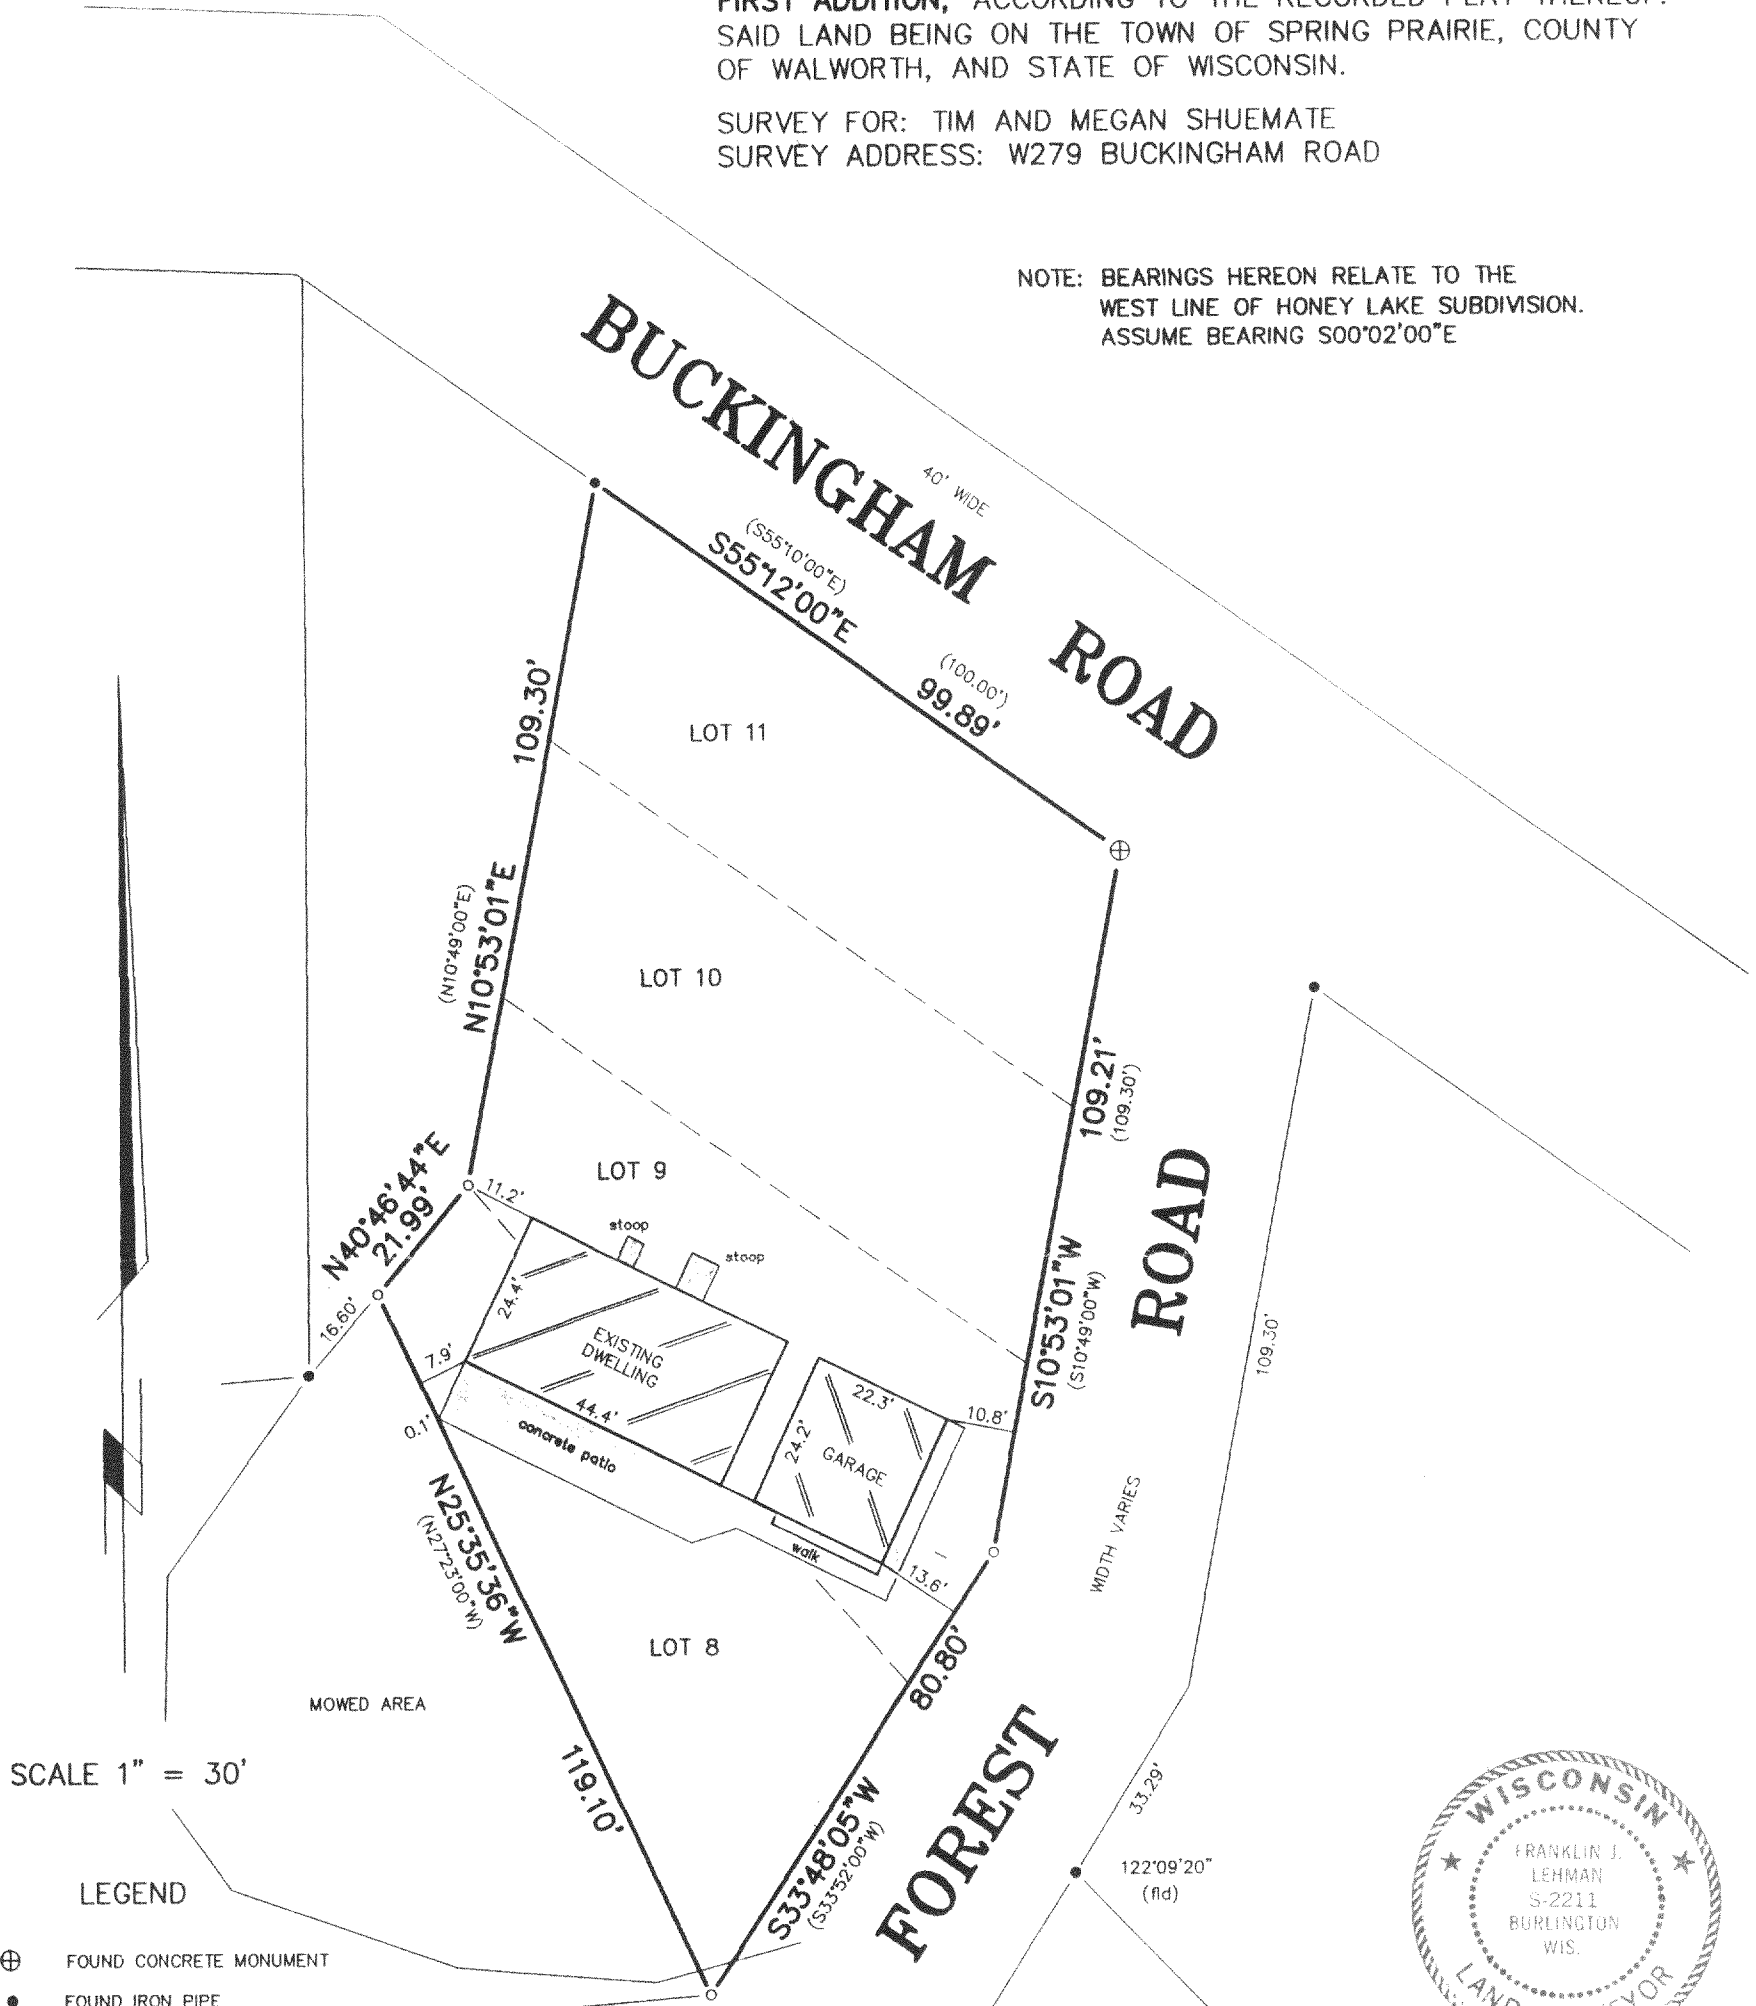 FIRST ADDITION, ACCORDING TO THE RECORDED PLAT THEREOF.
SAID LAND BEING ON THE TOWN OF SPRING PRAIRIE, COUNTY
OF WALWORTH, AND STATE OF WISCONSIN.
SURVEY FOR: TIM AND MEGAN SHUEMATE
SURVEY ADDRESS: W279 BUCKINGHAM ROAD
NOTE: BEARINGS HEREON RELATE TO THE
WEST LINE OF HONEY LAKE SUBDIVISION.
ASSUME BEARING S00°02'00"E
BUCKINGHAM ROAD
40' WIDE
(S55°10'00"E)
S55°12'00"E
(100.00')
99.89'
109.30'
LOT 11
(N10°49'00"E)
N10°53'01"E
LOT 10
109.21'
(109.30')
N40°46'44"E
21.99'
LOT 9
11.2'
stoop
stoop
16.60'
24.4'
EXISTING
DWELLING
7.9'
44.4'
0.1'
concrete patio
22.3'
24.2'
GARAGE
10.8'
S10°53'01"W
(S10°49'00"W)
109.30'
walk
13.6'
WIDTH VARIES
N25°35'36"W
(N27°23'00"W)
LOT 8
80.80'
MOWED AREA
119.10'
SCALE 1" = 30'
S33°48'05"W
(S33°52'00"W)
FOREST ROAD
33.29'
122°09'20"
(fld)
LEGEND
FOUND CONCRETE MONUMENT
FOUND IRON PIPE
WISCONSIN
FRANKLIN J.
LEHMAN
S-2211
BURLINGTON
WIS.